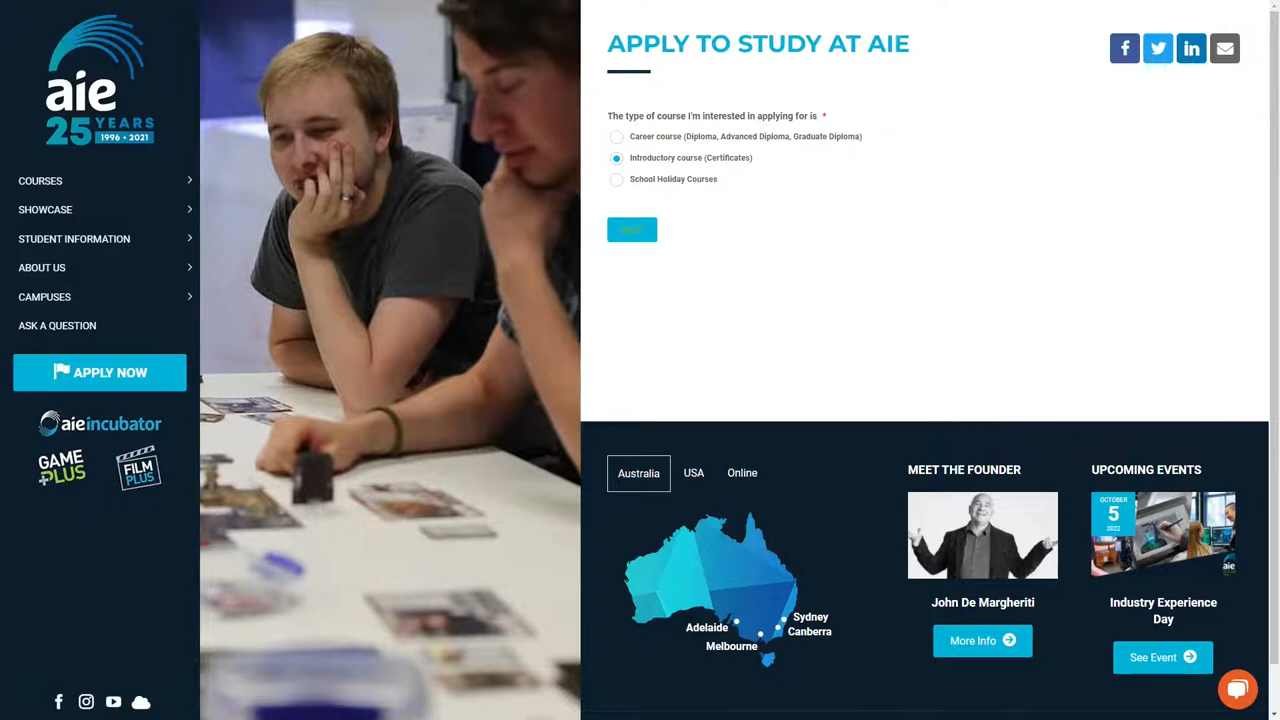 aie
25 YEARS
1996 • 2021
COURSES
SHOWCASE
STUDENT INFORMATION
ABOUT US
CAMPUSES
ASK A QUESTION
APPLY NOW
aieincubator
GAME
+PLUS
FILM
PLUS
APPLY TO STUDY AT AIE
The type of course I'm interested in applying for is *
Career course (Diploma, Advanced Diploma, Graduate Diploma)
Introductory course (Certificates)
School Holiday Courses
Australia
USA
Online
Adelaide
Sydney
Canberra
Melbourne
MEET THE FOUNDER
John De Margheriti
More Info
UPCOMING EVENTS
OCTOBER
5
2022
aie
Industry Experience
Day
See Event